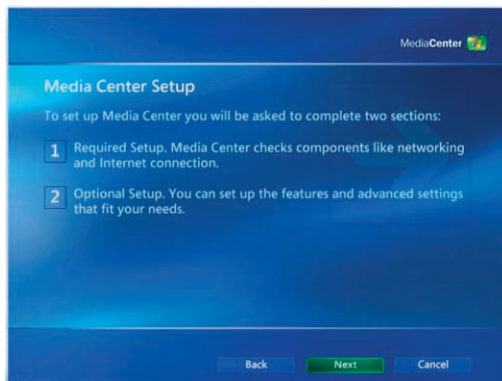 MediaCenter
Media Center Setup
To set up Media Center you will be asked to complete two sections:
1 Required Setup. Media Center checks components like networking
and Internet connection.
2 Optional Setup. You can set up the features and advanced settings
that fit your needs.
Back Next Cancel